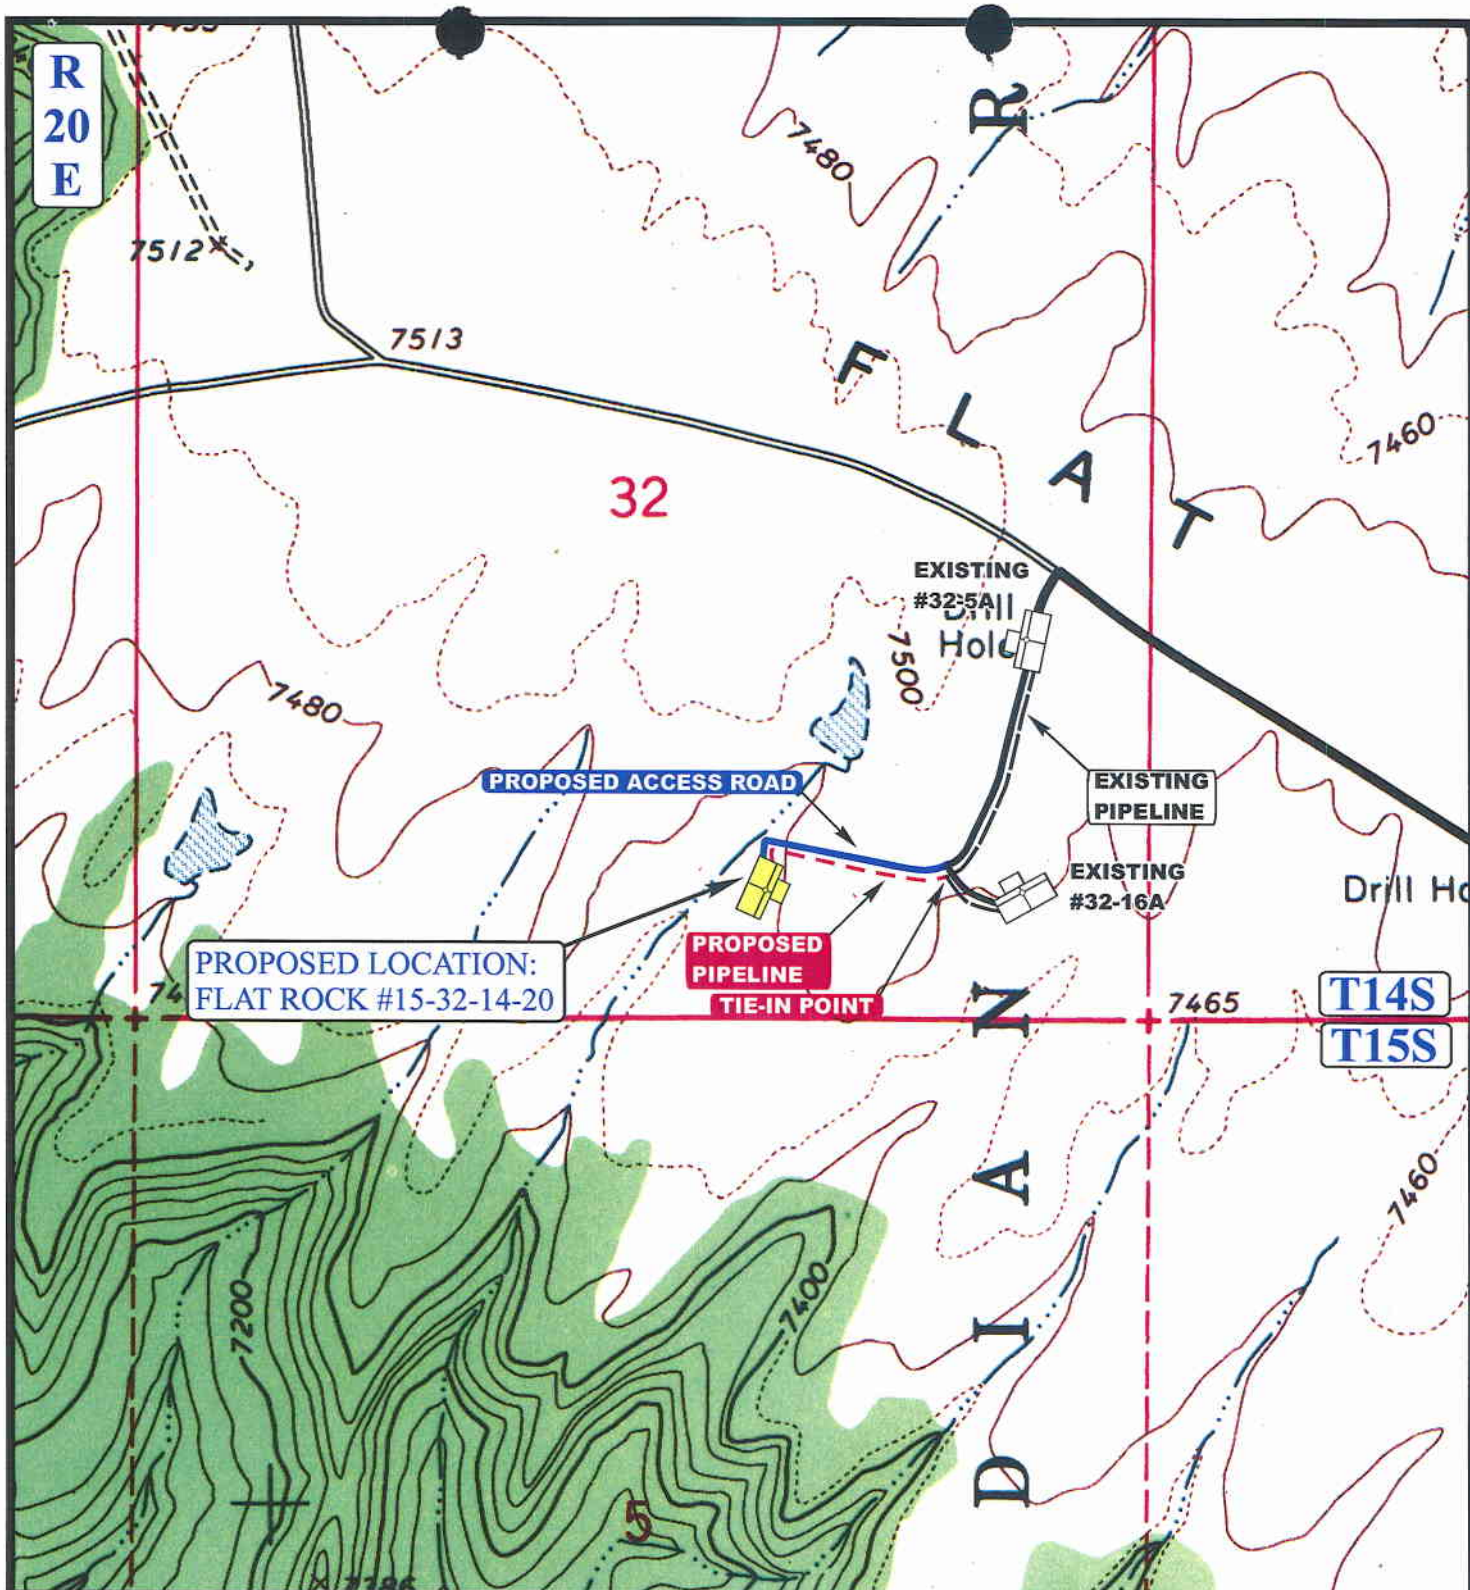 R
20
E
7512
7513
7480
R
F
L
A
T
7460
32
EXISTING
#32-5A
Drill
Hole
7500
7480
PROPOSED ACCESS ROAD
EXISTING
PIPELINE
EXISTING
#32-16A
Drill Ho
PROPOSED LOCATION:
FLAT ROCK #15-32-14-20
PROPOSED
PIPELINE
TIE-IN POINT
7465
T14S
T15S
N
A
I
D
7460
7400
7200
5